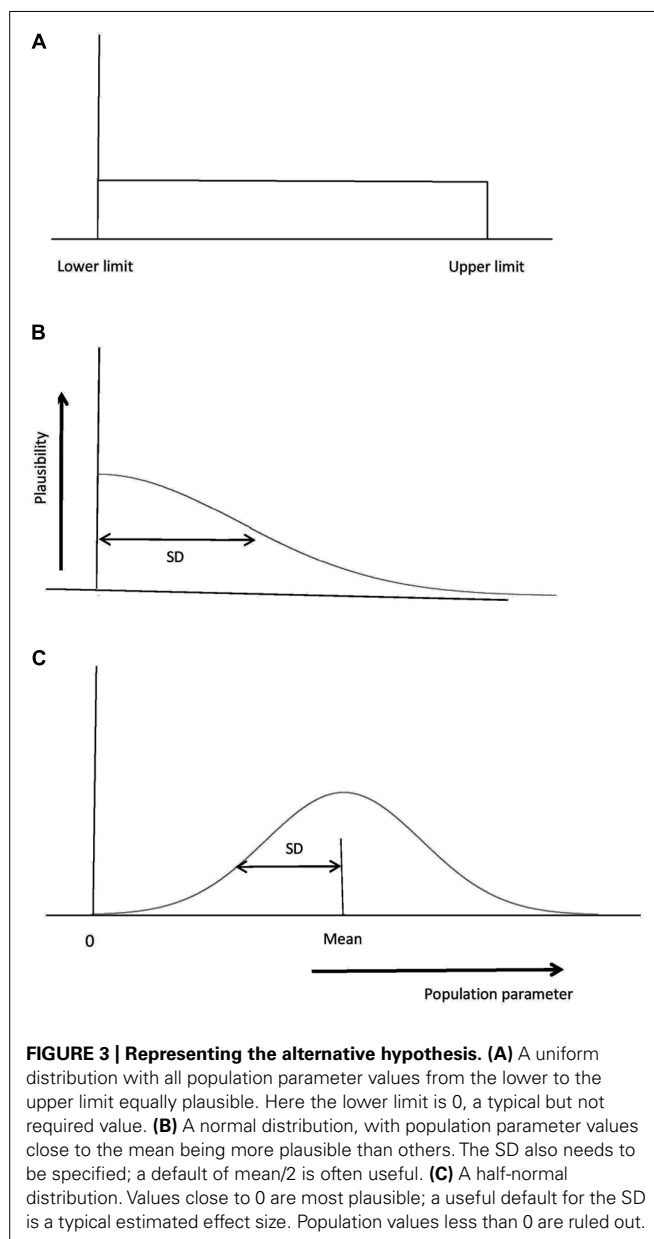 A
Lower limit
Upper limit
B
Plausibility
SD
C
SD
0
Mean
Population parameter
FIGURE 3 | Representing the alternative hypothesis. (A) A uniform
distribution with all population parameter values from the lower to the
upper limit equally plausible. Here the lower limit is 0, a typical but not
required value. (B) A normal distribution, with population parameter values
close to the mean being more plausible than others. The SD also needs to
be specified; a default of mean/2 is often useful. (C) A half-normal
distribution. Values close to 0 are most plausible; a useful default for the SD
is a typical estimated effect size. Population values less than 0 are ruled out.